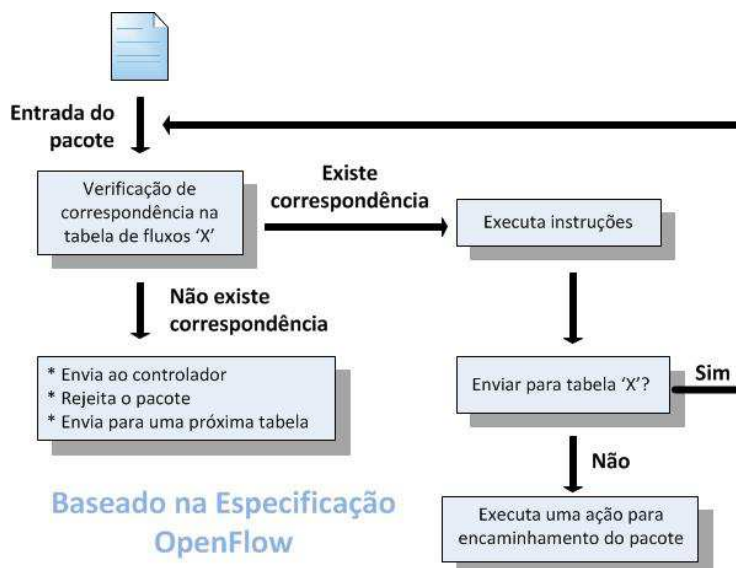 Entrada do
pacote
Verificação de
correspondência na
tabela de fluxos ‘X’
Existe
correspondência
Executa instruções
Não existe
correspondência
* Envia ao controlador
* Rejeita o pacote
* Envia para uma próxima tabela
Enviar para tabela ‘X’?
Sim
Não
Executa uma ação para
encaminhamento do pacote
Baseado na Especificação
OpenFlow